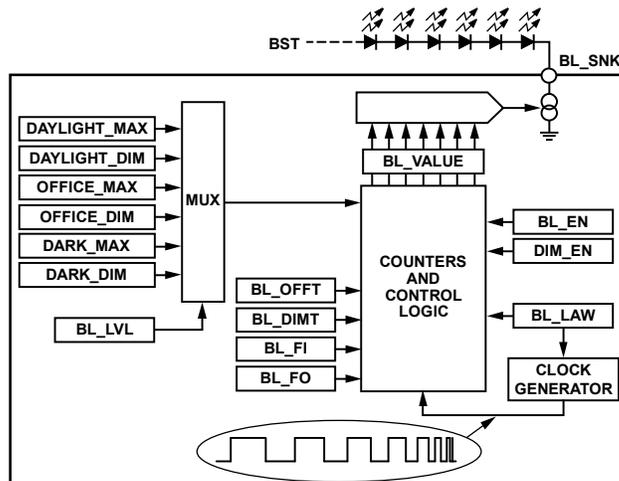 BST
BL_SNK
DAYLIGHT_MAX
DAYLIGHT_DIM
OFFICE_MAX
OFFICE_DIM
DARK_MAX
DARK_DIM
MUX
BL_LVL
BL_VALUE
COUNTERS
AND
CONTROL
LOGIC
BL_EN
DIM_EN
BL_OFFT
BL_DIMT
BL_FI
BL_FO
BL_LAW
CLOCK
GENERATOR